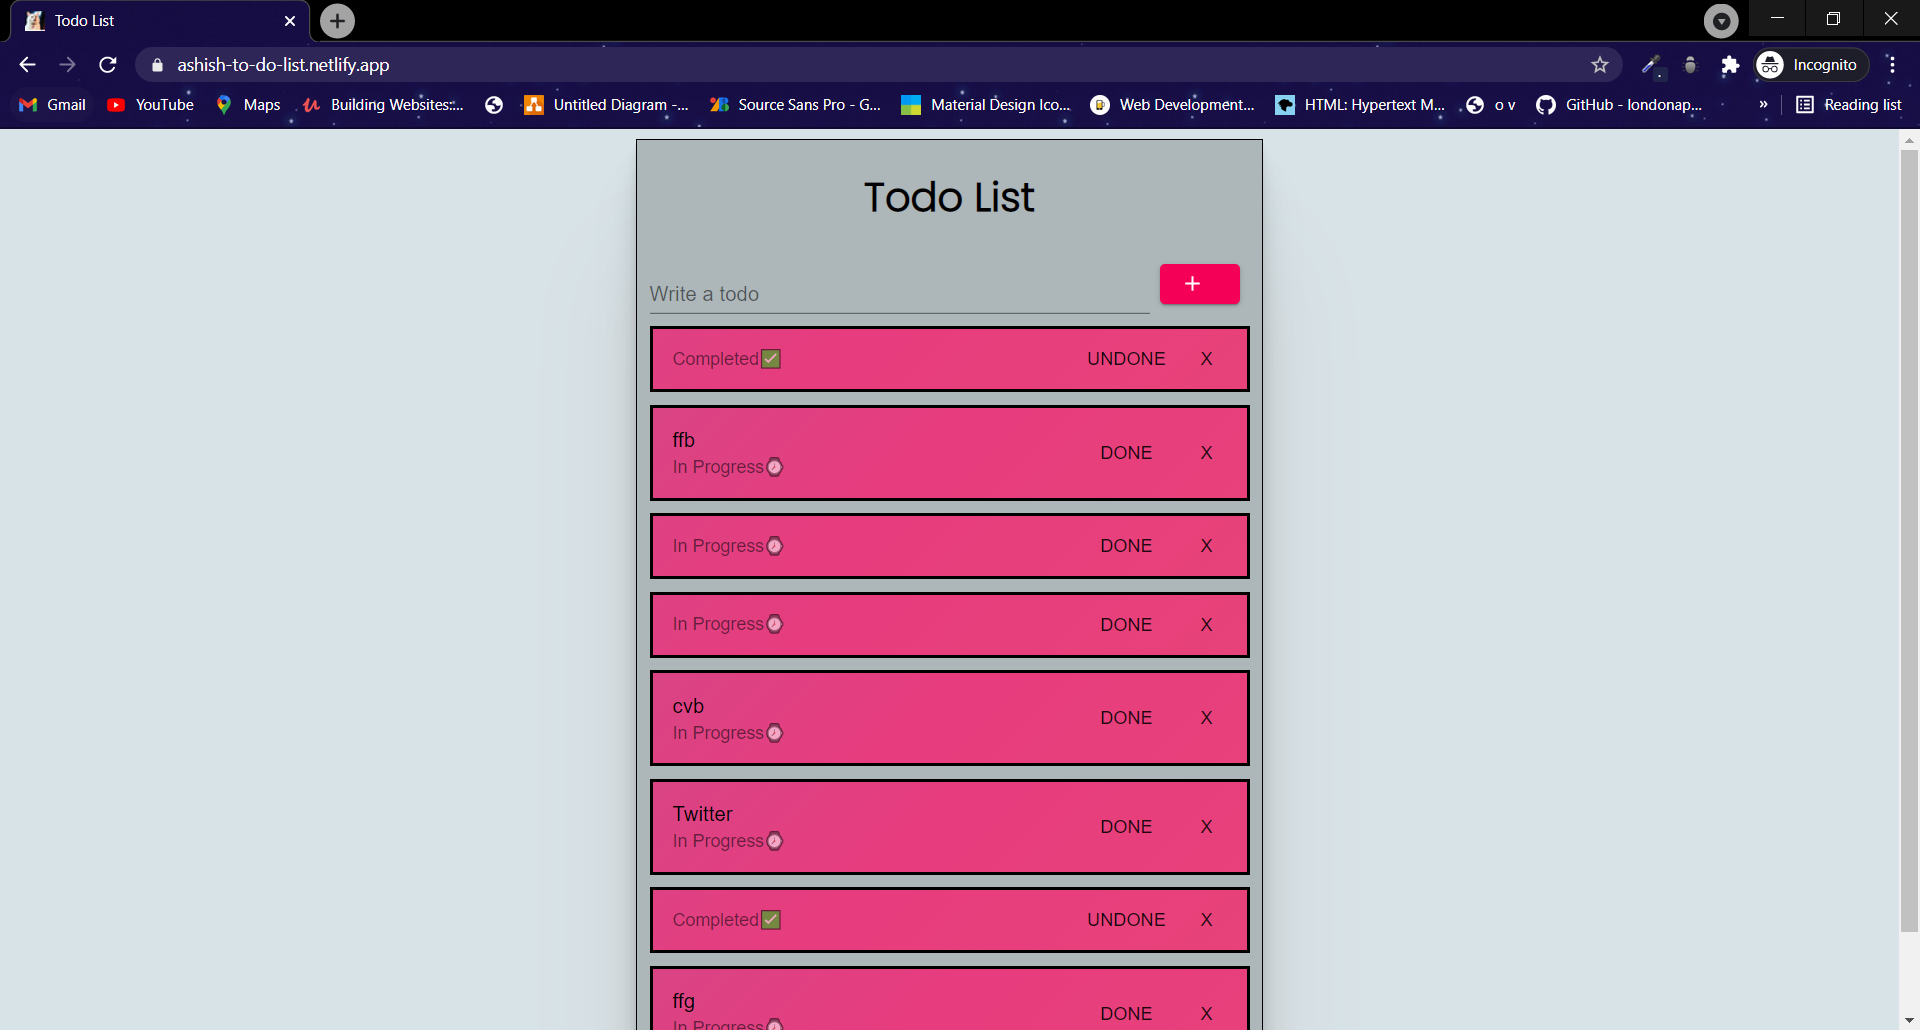 Todo List
ashish-to-do-list.netlify.app
Incognito
Gmail YouTube Maps Building Websites:... Untitled Diagram -... Source Sans Pro - G... Material Design Ico... Web Development... HTML: Hypertext M... o v GitHub - londonap... » Reading list
Todo List
Write a todo +
Completed✅ UNDONE X
ffb
In Progress⌚ DONE X
In Progress⌚ DONE X
In Progress⌚ DONE X
cvb
In Progress⌚ DONE X
Twitter
In Progress⌚ DONE X
Completed✅ UNDONE X
ffg
In Progress⌚ DONE X